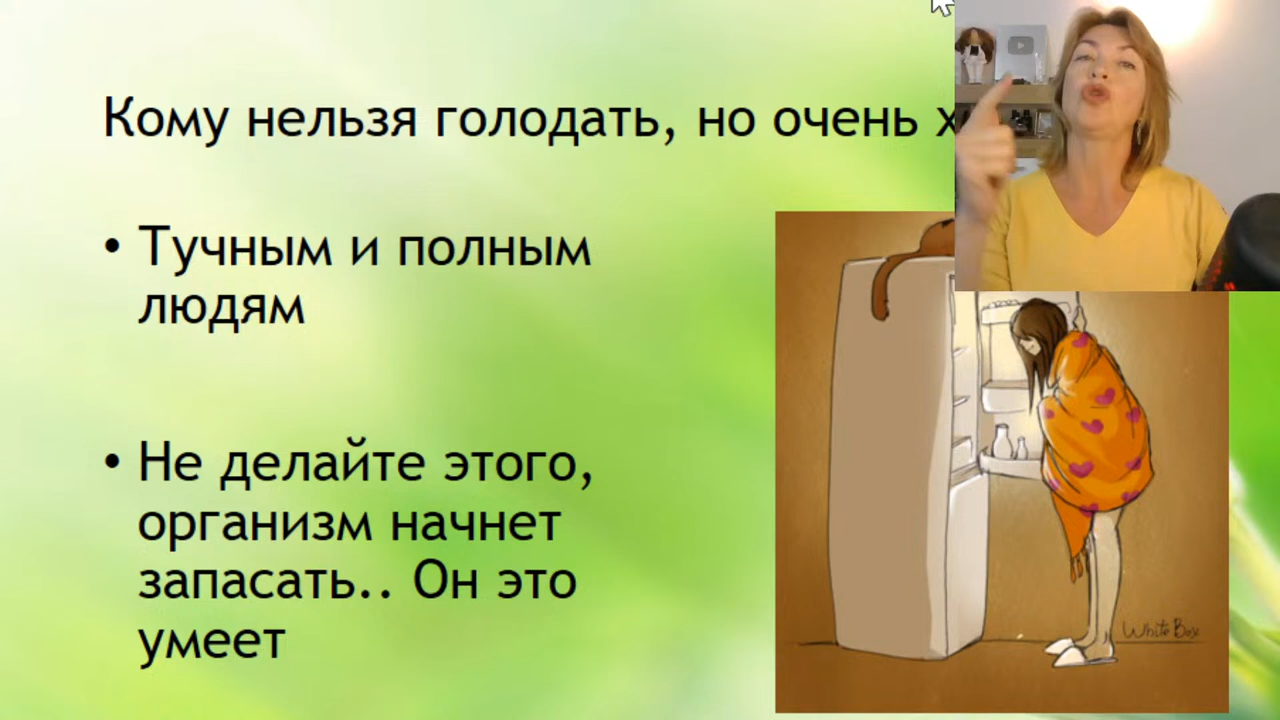 Кому нельзя голодать, но очень
• Тучным и полным
людям
• Не делайте этого,
организм начнет
запасать.. Он это
умеет
White Box